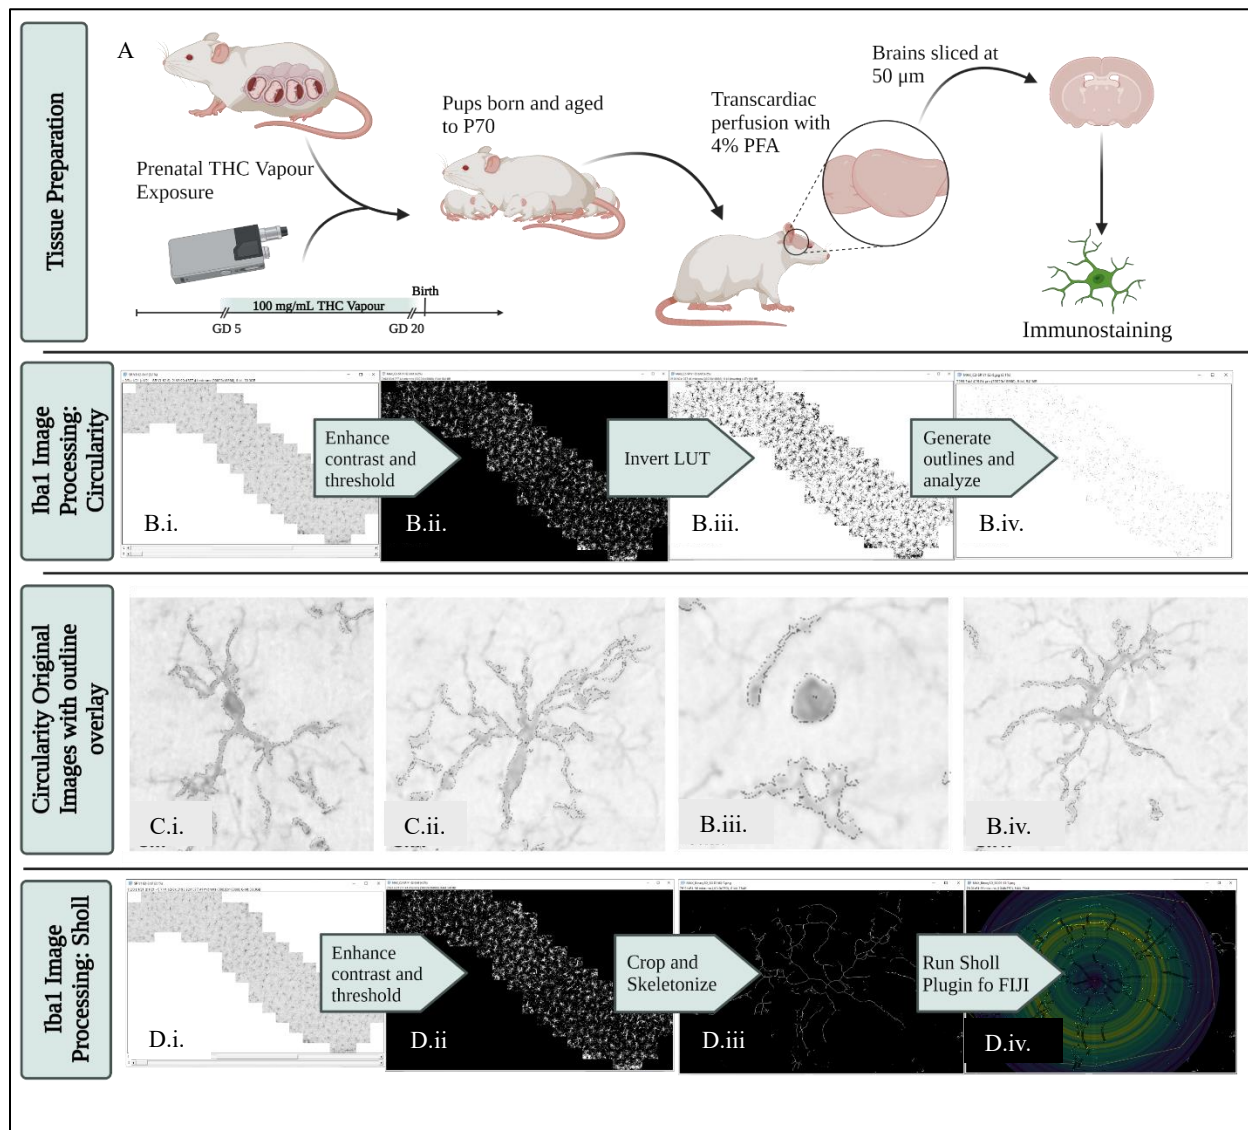 Tissue Preparation
A
Prenatal THC Vapour
Exposure
100 mg/mL THC Vapour
Birth
GD 5
GD 20
Pups born and aged
to P70
Transcardiac
perfusion with
4% PFA
Brains sliced at
50 μm
Immunostaining
Iba1 Image
Processing:
Circularity
B.i.
Enhance
contrast and
threshold
B.ii.
Invert LUT
B.iii.
Generate
outlines and
analyze
B.iv.
Circularity Original
Images with outline
overlay
C.i.
C.ii.
B.iii.
B.iv.
Iba1 Image
Processing: Sholl
D.i.
Enhance
contrast and
threshold
D.ii
Crop and
Skeletonize
D.iii
Run Sholl
Plugin fo FIJI
D.iv.